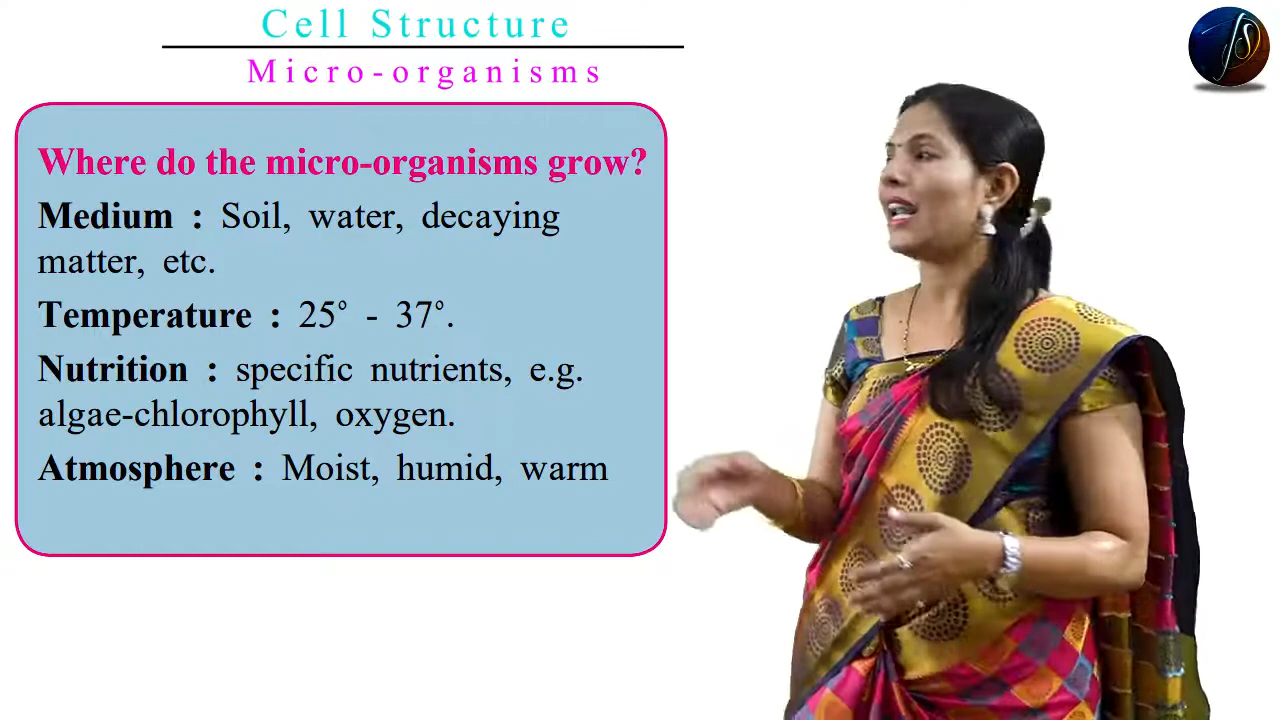 Cell Structure
Micro-organisms
Where do the micro-organisms grow?
Medium : Soil, water, decaying
matter, etc.
Temperature : 25° - 37°.
Nutrition : specific nutrients, e.g.
algae-chlorophyll, oxygen.
Atmosphere : Moist, humid, warm